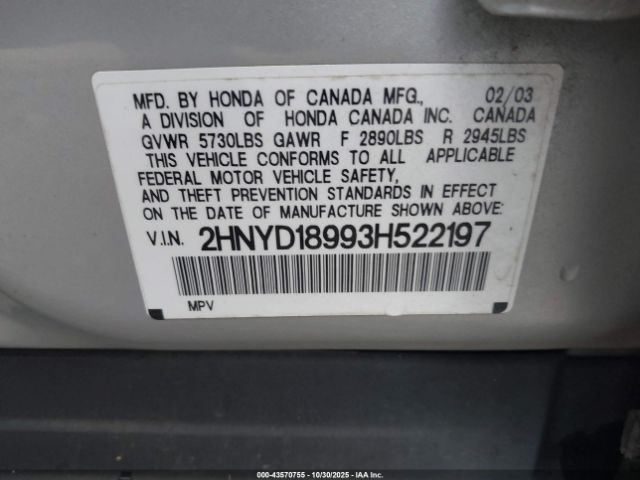 MFD. BY HONDA OF CANADA MFG., 02/03
A DIVISION OF HONDA CANADA INC. CANADA
GVWR 5730LBS GAWR F 2890LBS R 2945LBS
THIS VEHICLE CONFORMS TO ALL APPLICABLE
FEDERAL MOTOR VEHICLE SAFETY,
AND THEFT PREVENTION STANDARDS IN EFFECT
ON THE DATE OF MANUFACTURE SHOWN ABOVE:
V.I.N. 2HNYD18993H522197
MPV
000-43570755 - 10/30/2025 - IAA Inc.